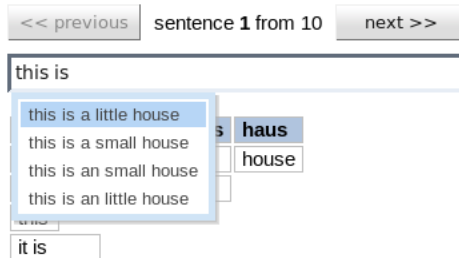 << previous sentence 1 from 10 next >>
this is
this is a little house
this is a small house
this is an small house
this is an little house
s haus
house
this
it is